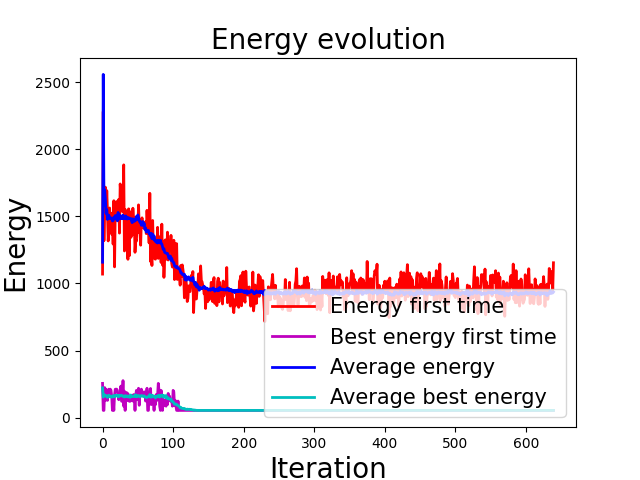 Energy evolution
2500
2000
1500
1000
500
0
Energy
0 100 200 300 400 500 600
Iteration
Energy first time
Best energy first time
Average energy
Average best energy